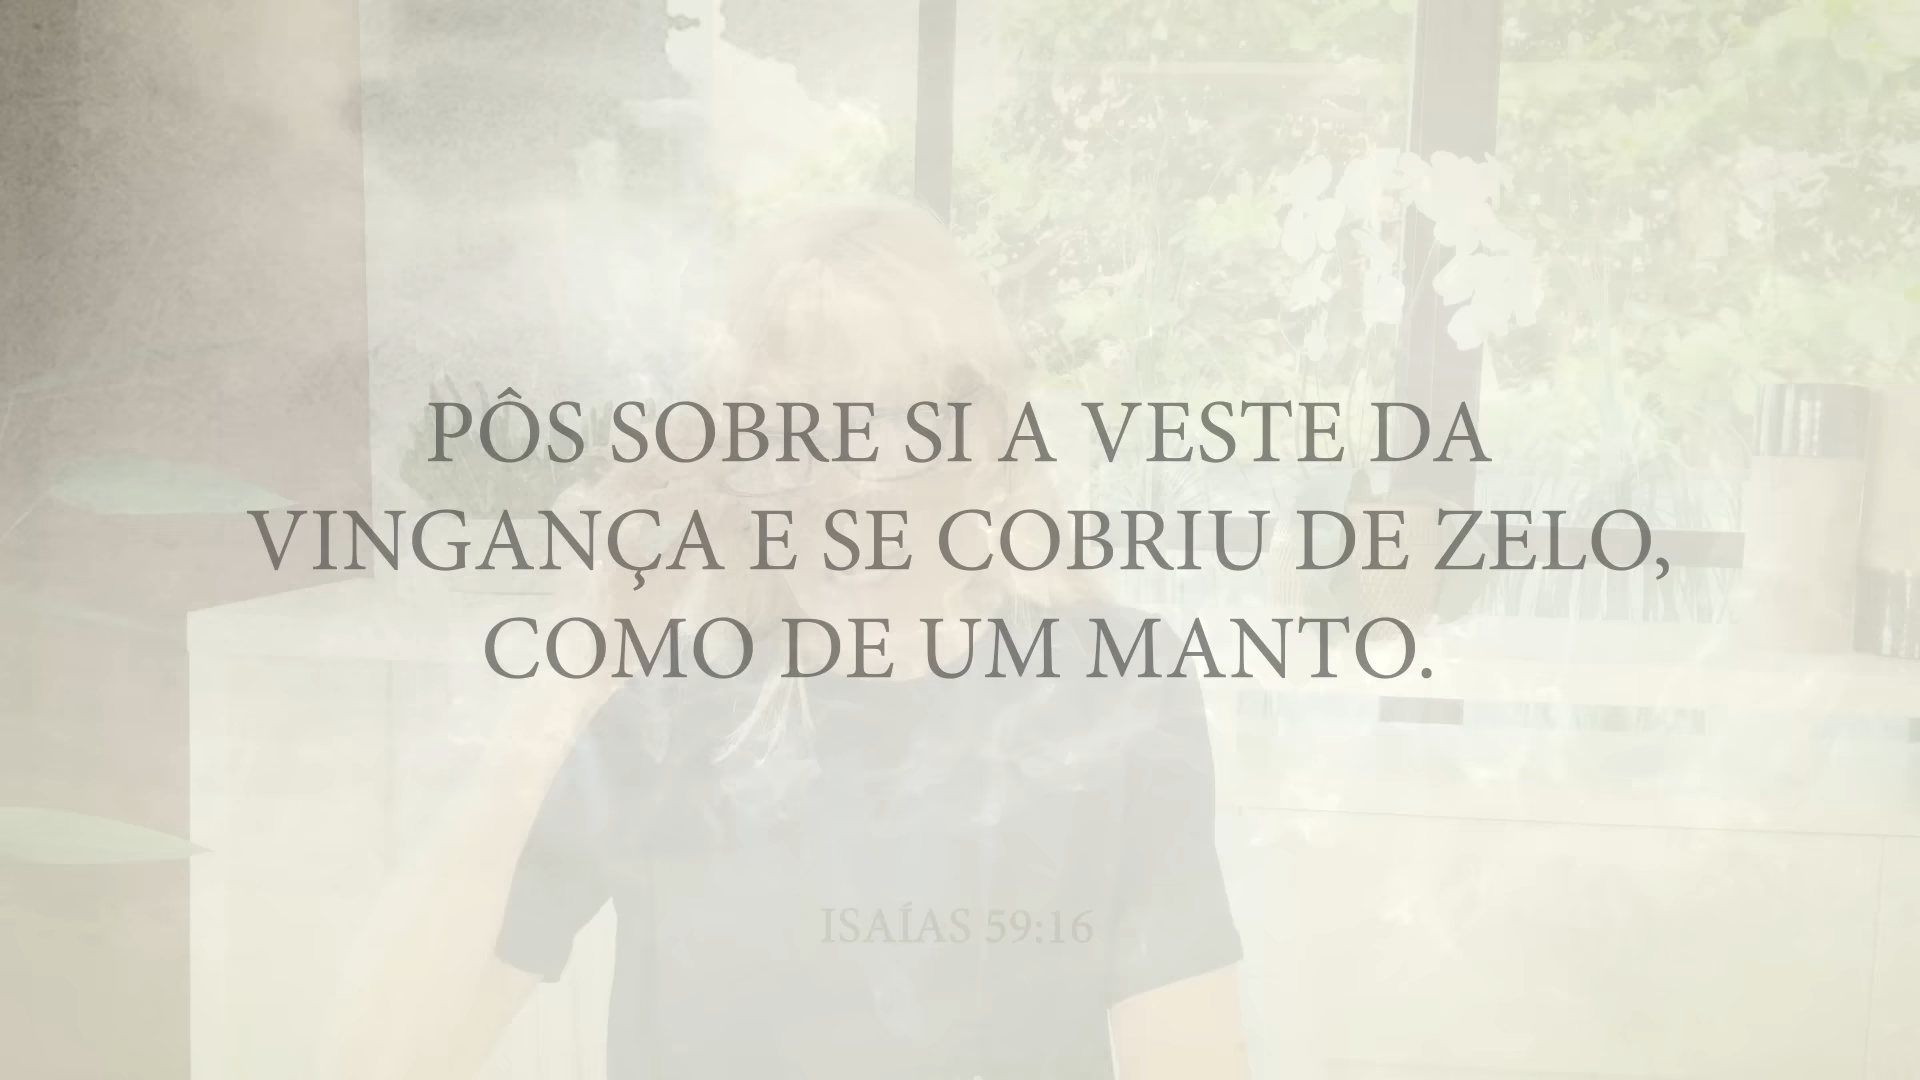 PÔS SOBRE SI A VESTE DA
VINGANÇA E SE COBRIU DE ZELO,
COMO DE UM MANTO.
ISAÍAS 59:16